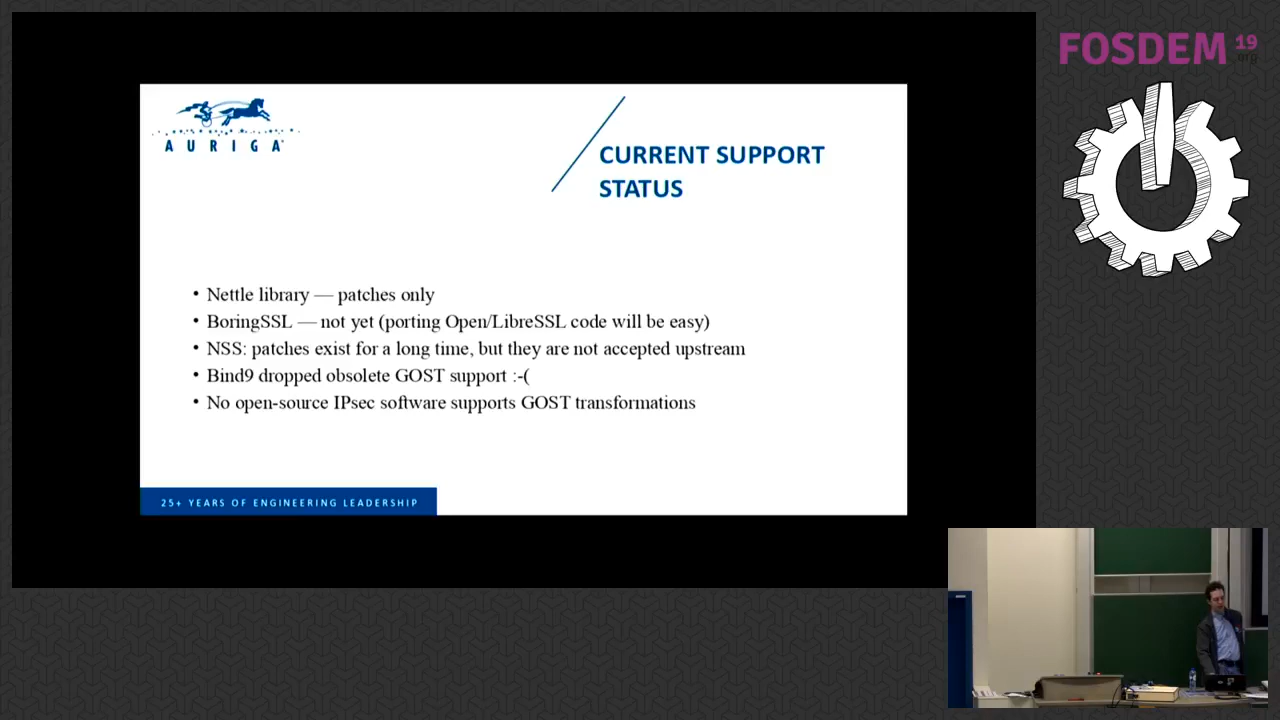 FOSDEM 19
.org
AURIGA
CURRENT SUPPORT
STATUS
• Nettle library — patches only
• BoringSSL — not yet (porting Open/LibreSSL code will be easy)
• NSS: patches exist for a long time, but they are not accepted upstream
• Bind9 dropped obsolete GOST support :-(
• No open-source IPsec software supports GOST transformations
25+ YEARS OF ENGINEERING LEADERSHIP